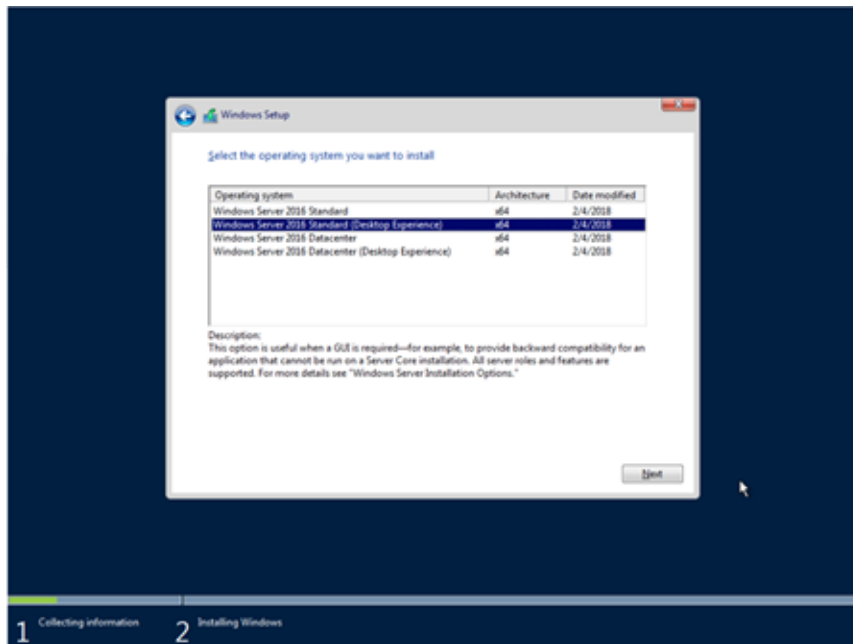 Windows Setup
Select the operating system you want to install
Operating system Architecture Date modified
Windows Server 2016 Standard x64 2/4/2018
Windows Server 2016 Standard (Desktop Experience) x64 2/4/2018
Windows Server 2016 Datacenter x64 2/4/2018
Windows Server 2016 Datacenter (Desktop Experience) x64 2/4/2018
Description:
This option is useful when a GUI is required—for example, to provide backward compatibility for an
application that cannot be run on a Server Core installation. All server roles and features are
supported. For more details see "Windows Server Installation Options."
Next
1 Collecting information 2 Installing Windows